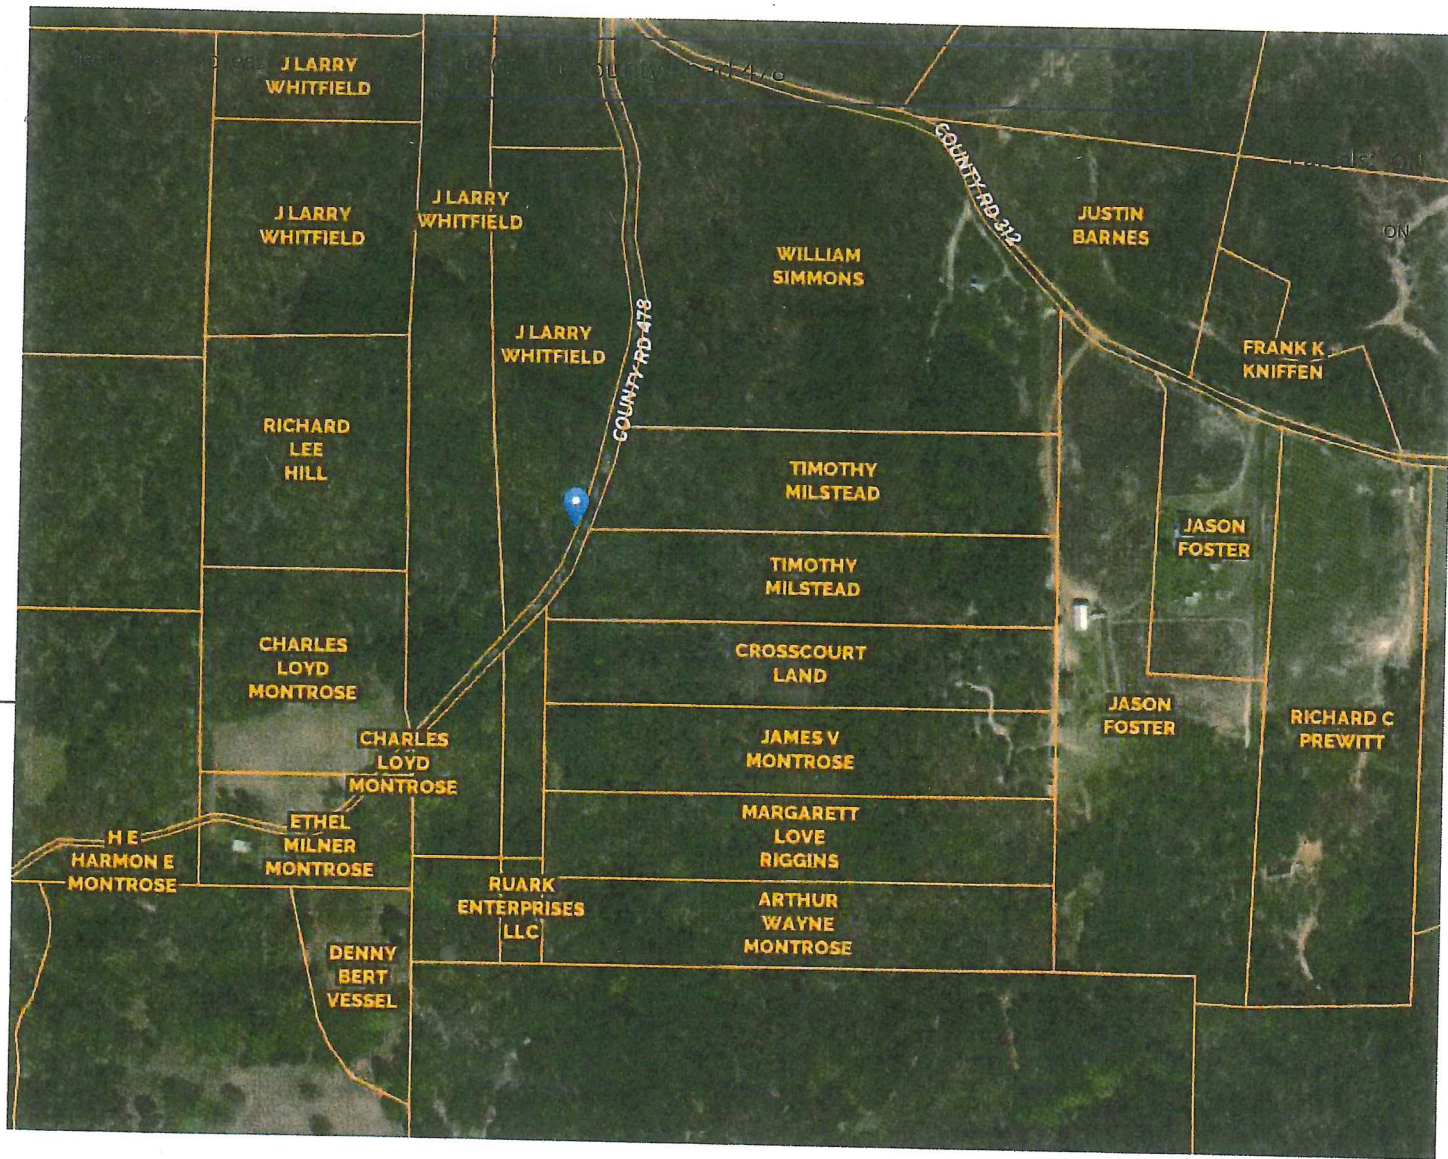 J LARRY
WHITFIELD
J LARRY
WHITFIELD
J LARRY
WHITFIELD
J LARRY
WHITFIELD
COUNTY RD 478
WILLIAM
SIMMONS
COUNTY RD 312
JUSTIN
BARNES
ON
FRANK K
KNIFFEN
RICHARD
LEE
HILL
TIMOTHY
MILSTEAD
TIMOTHY
MILSTEAD
JASON
FOSTER
CHARLES
LOYD
MONTROSE
CROSSCOURT
LAND
JASON
FOSTER
RICHARD C
PREWITT
CHARLES
LOYD
MONTROSE
JAMES V
MONTROSE
H E
HARMON E
MONTROSE
ETHEL
MILNER
MONTROSE
MARGARETT
LOVE
RIGGINS
RUARK
ENTERPRISES
LLC
ARTHUR
WAYNE
MONTROSE
DENNY
BERT
VESSEL